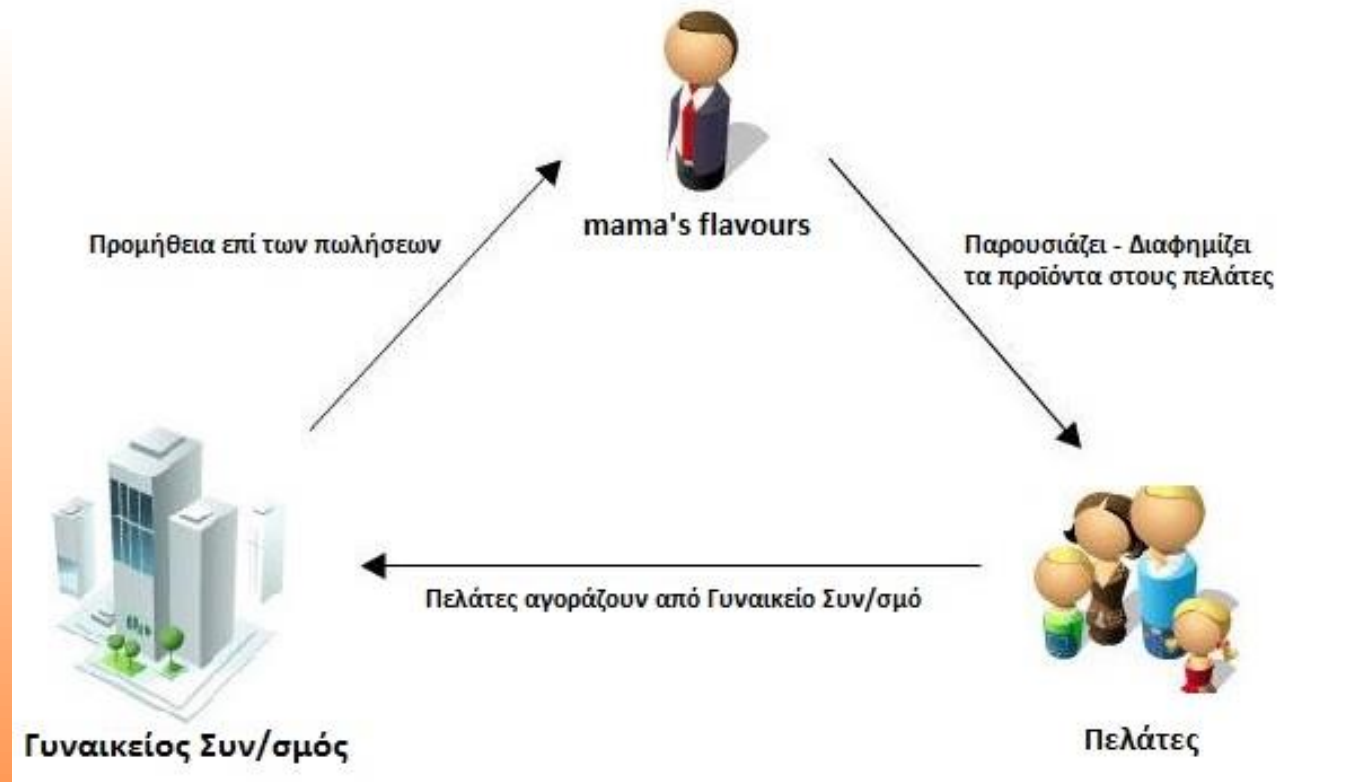 mama's flavours
Προμήθεια επί των πωλήσεων
Παρουσιάζει - Διαφημίζει
τα προϊόντα στους πελάτες
Πελάτες αγοράζουν από Γυναικείο Συν/σμό
Γυναικείος Συν/σμός
Πελάτες